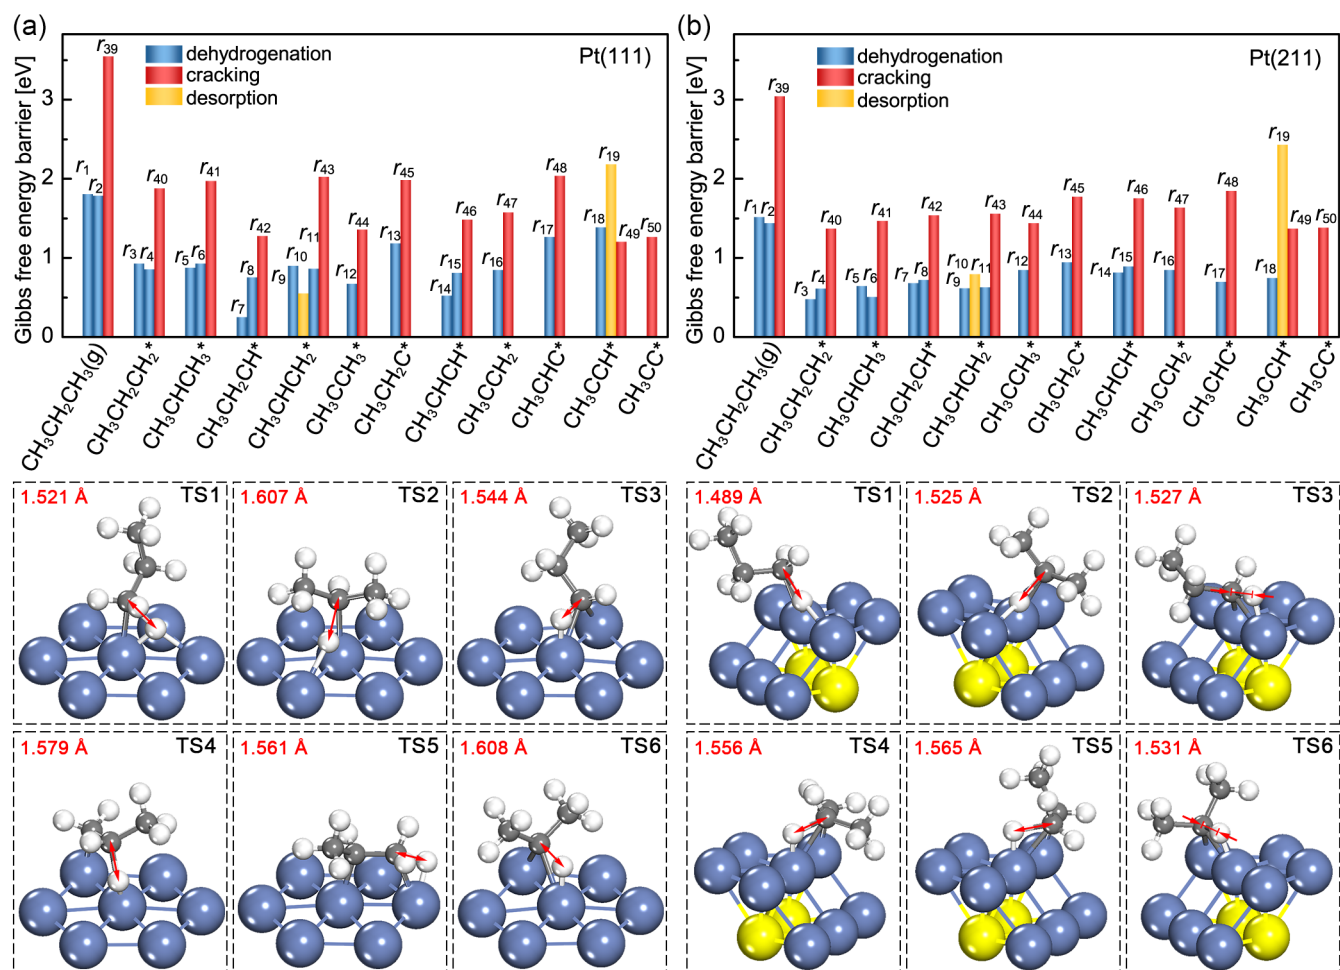 (a)
Gibbs free energy barrier [eV]
3
2
1
0
dehydrogenation
cracking
desorption
Pt(111)
r1
r2
r39
r3
r4
r40
r5
r6
r41
r7
r8
r42
r9
r10
r11
r43
r12
r44
r13
r45
r14
r15
r46
r16
r47
r17
r48
r18
r19
r49
r50
CH3CH2CH3(g)
CH3CH2CH2*
CH3CHCH3*
CH3CH2CH*
CH3CHCH2*
CH3CCH3*
CH3CH2C*
CH3CHCH*
CH3CCH2*
CH3CHC*
CH3CCH*
CH3CC*
(b)
Gibbs free energy barrier [eV]
3
2
1
0
dehydrogenation
cracking
desorption
Pt(211)
r1
r2
r39
r3
r4
r40
r5
r6
r41
r7
r8
r42
r9
r10
r11
r43
r12
r44
r13
r45
r14
r15
r46
r16
r47
r17
r48
r18
r19
r49
r50
CH3CH2CH3(g)
CH3CH2CH2*
CH3CHCH3*
CH3CH2CH*
CH3CHCH2*
CH3CCH3*
CH3CH2C*
CH3CHCH*
CH3CCH2*
CH3CHC*
CH3CCH*
CH3CC*
1.521 Å TS1
1.607 Å TS2
1.544 Å TS3
1.489 Å TS1
1.525 Å TS2
1.527 Å TS3
1.579 Å TS4
1.561 Å TS5
1.608 Å TS6
1.556 Å TS4
1.565 Å TS5
1.531 Å TS6